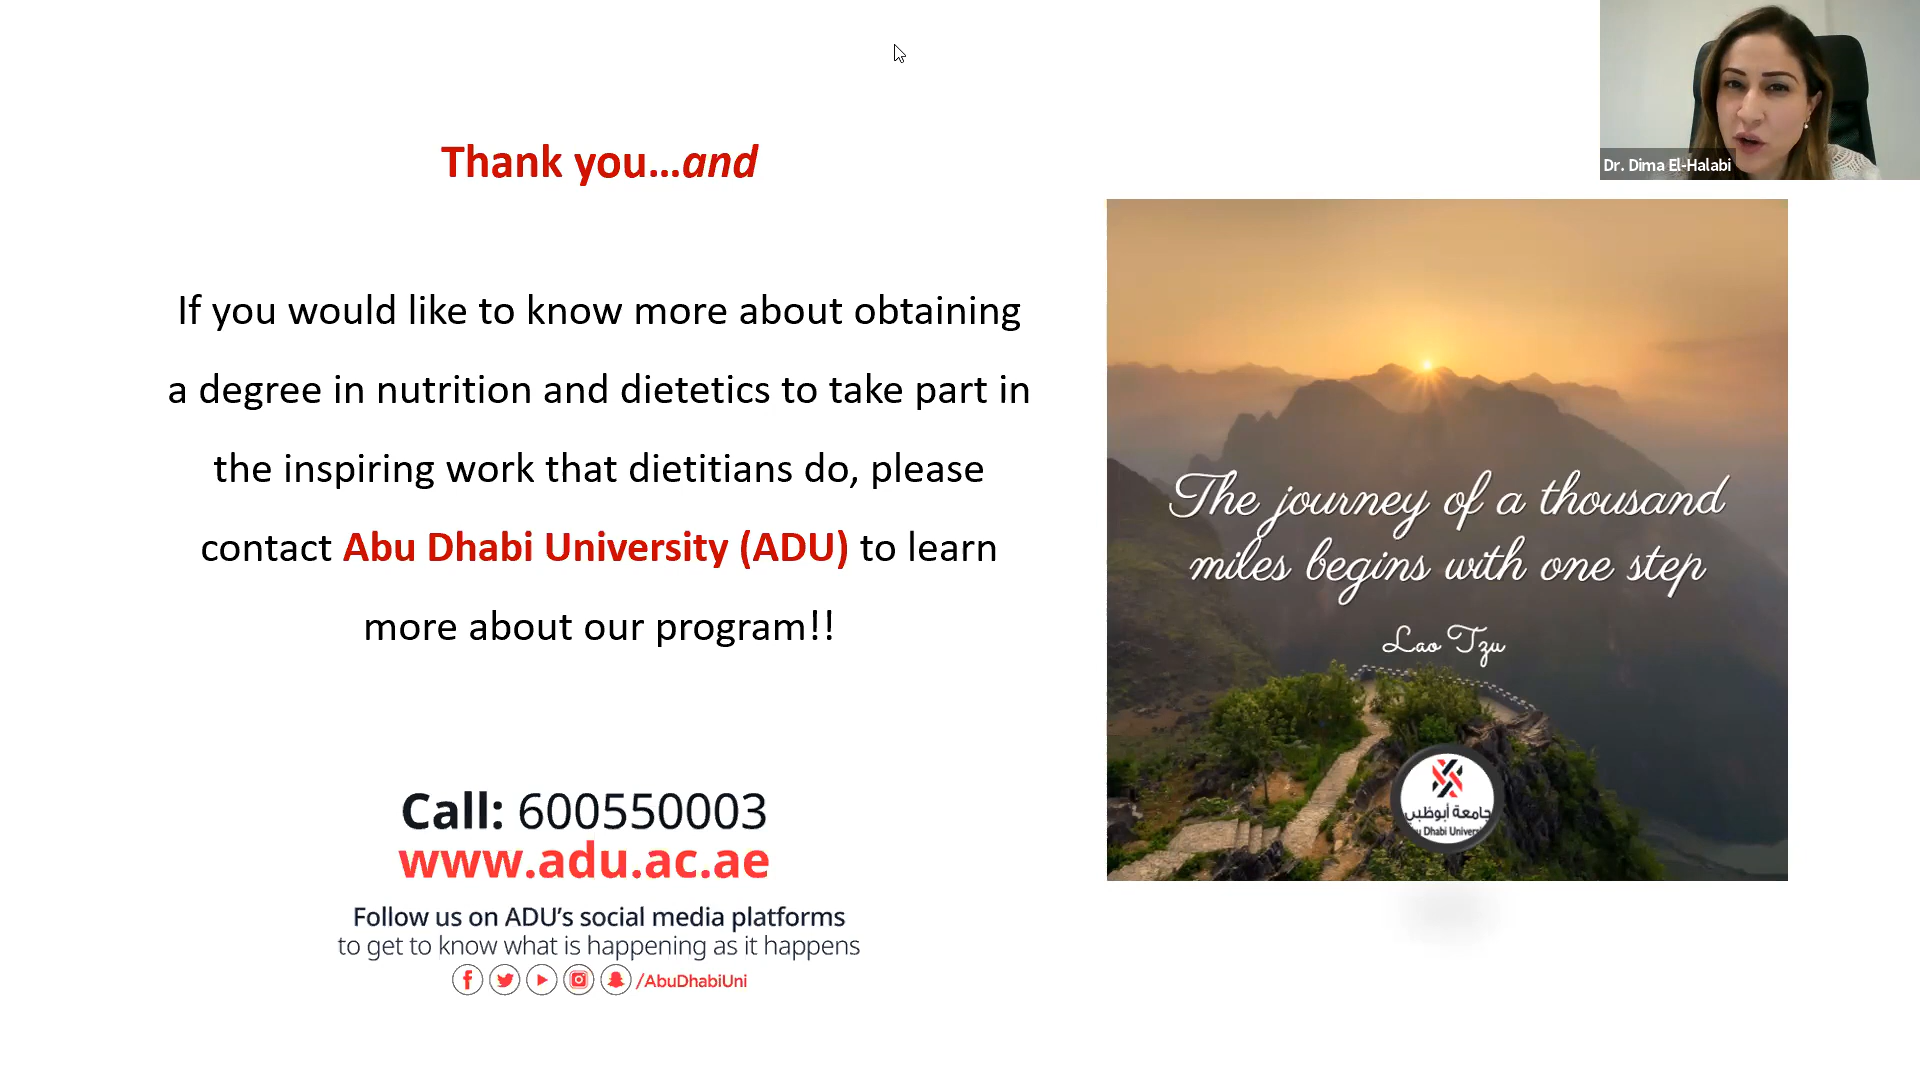 Dr. Dima El-Halabi
Thank you...and
If you would like to know more about obtaining
a degree in nutrition and dietetics to take part in
the inspiring work that dietitians do, please
contact Abu Dhabi University (ADU) to learn
more about our program!!
Call: 600550003
www.adu.ac.ae
Follow us on ADU’s social media platforms
to get to know what is happening as it happens
/AbuDhabiUni
The journey of a thousand
miles begins with one step
Lao Tzu
جامعة أبوظبي
Dhabi